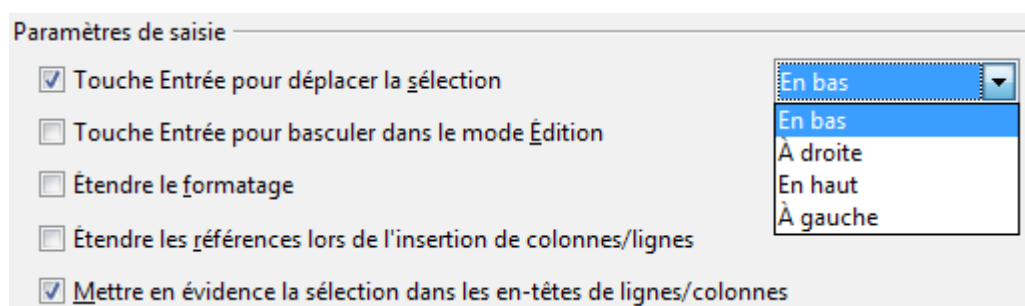 Paramètres de saisie
Touche Entrée pour déplacer la sélection En bas
En bas
Touche Entrée pour basculer dans le mode Édition
À droite
Étendre le formatage
En haut
À gauche
Étendre les références lors de l'insertion de colonnes/lignes
Mettre en évidence la sélection dans les en-têtes de lignes/colonnes